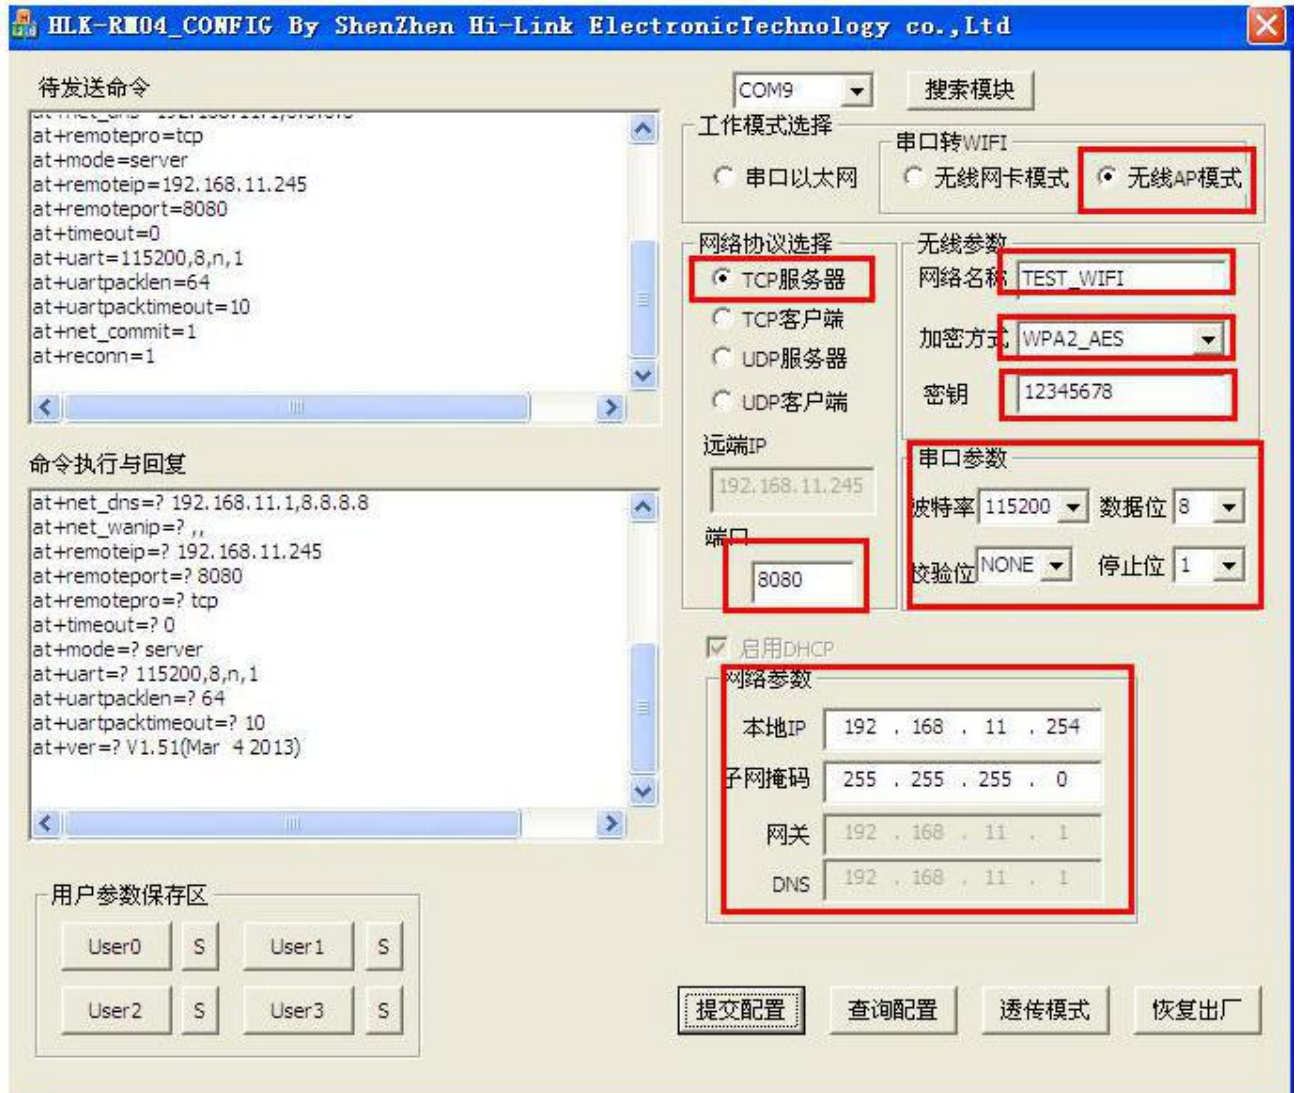 HLK-RM04_CONFIG By ShenZhen Hi-Link ElectronicTechnology co.,Ltd
待发送命令
at+remotepro=tcp
at+mode=server
at+remoteip=192.168.11.245
at+remoteport=8080
at+timeout=0
at+uart=115200,8,n,1
at+uartpacklen=64
at+uartpacktimeout=10
at+net_commit=1
at+reconn=1
命令执行与回复
at+net_dns=? 192.168.11.1,8.8.8.8
at+net_wanip=? ,,
at+remoteip=? 192.168.11.245
at+remoteport=? 8080
at+remotepro=? tcp
at+timeout=? 0
at+mode=? server
at+uart=? 115200,8,n,1
at+uartpacklen=? 64
at+uartpacktimeout=? 10
at+ver=? V1.51(Mar 4 2013)
用户参数保存区
User0 S User1 S
User2 S User3 S
COM9 搜索模块
工作模式选择
串口转WIFI
串口以太网 无线网卡模式 无线AP模式
网络协议选择
TCP服务器
TCP客户端
UDP服务器
UDP客户端
远端IP
192.168.11.245
端口
8080
无线参数
网络名称 TEST_WIFI
加密方式 WPA2_AES
密钥 12345678
串口参数
波特率 115200 数据位 8
校验位 NONE 停止位 1
启用DHCP
网络参数
本地IP 192 . 168 . 11 . 254
子网掩码 255 . 255 . 255 . 0
网关 192 . 168 . 11 . 1
DNS 192 . 168 . 11 . 1
提交配置 查询配置 透传模式 恢复出厂